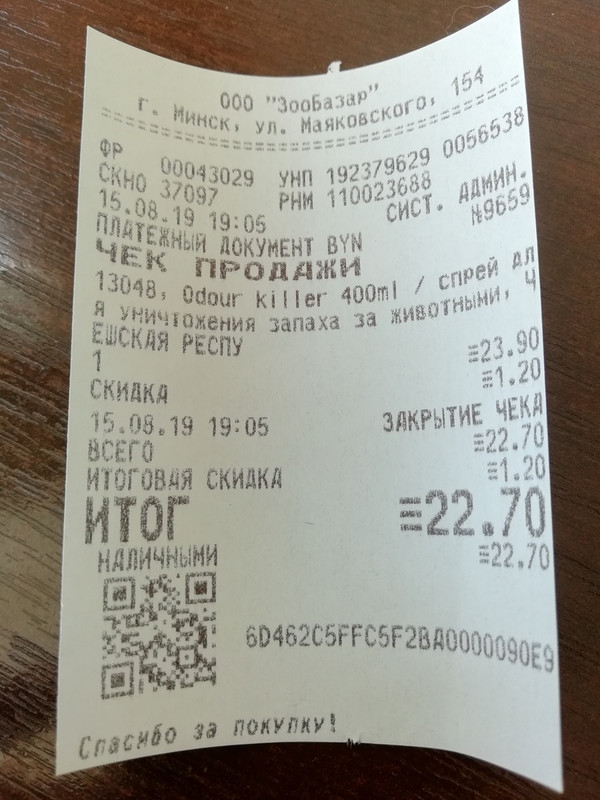 ООО "ЗооБазар"
г. Минск, ул. Маяковского, 154
ФР 00043029 УНП 192379629 0056538
СКНО 37097 РНМ 110023688
15.08.19 19:05 СИСТ. АДМИН.
ПЛАТЕЖНЫЙ ДОКУМЕНТ BYN №9659
ЧЕК ПРОДАЖИ
13048, Odour killer 400ml / спрей дл
я уничтожения запаха за животными, Ч
ЕШСКАЯ РЕСПУ
1 =23.90
СКИДКА =1.20
15.08.19 19:05 ЗАКРЫТИЕ ЧЕКА
ВСЕГО =22.70
ИТОГОВАЯ СКИДКА =1.20
ИТОГ =22.70
НАЛИЧНЫМИ =22.70
6D462C5FFC5F2BA0000090E9
Спасибо за покупку!